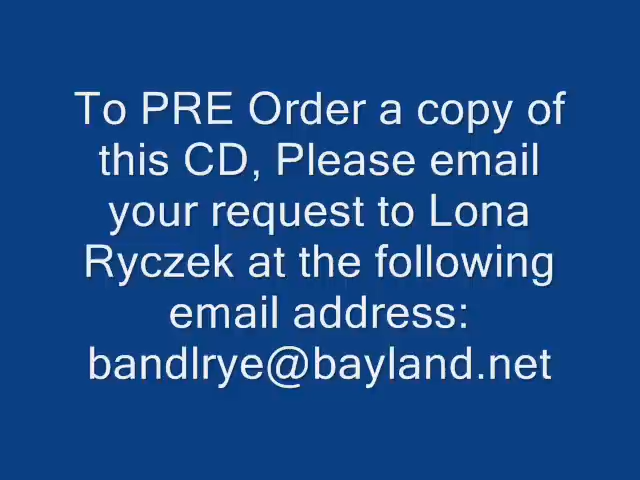 To PRE Order a copy of
this CD, Please email
your request to Lona
Ryczek at the following
email address:
bandlrye@bayland.net